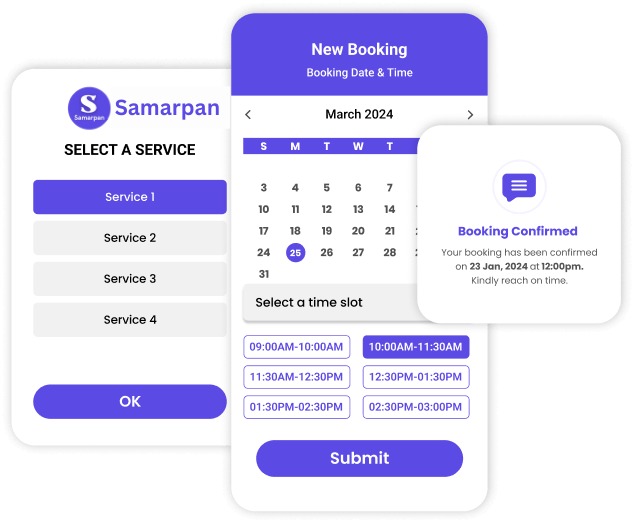 S
Samarpan
Samarpan
SELECT A SERVICE
Service 1
Service 2
Service 3
Service 4
OK
New Booking
Booking Date & Time
March 2024
S M T W T
3 4 5 6 7
10 11 12 13 14
17 18 19 20 21
24 25 26 27 28
31
Select a time slot
09:00AM-10:00AM 10:00AM-11:30AM
11:30AM-12:30PM 12:30PM-01:30PM
01:30PM-02:30PM 02:30PM-03:00PM
Submit
Booking Confirmed
Your booking has been confirmed
on 23 Jan, 2024 at 12:00pm.
Kindly reach on time.